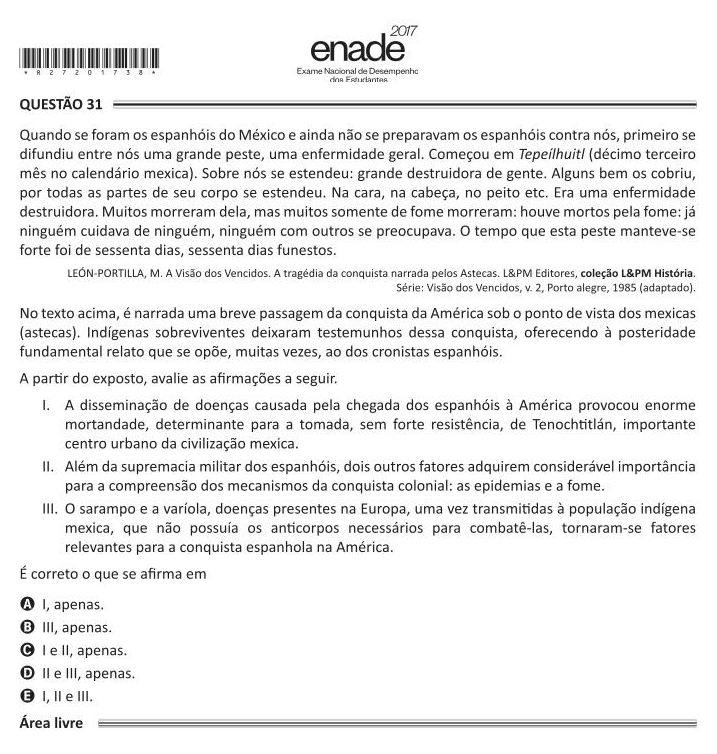 2017
enade
Exame Nacional de Desempenho
dos Estudantes
* R 2 7 2 0 1 7 3 8 *
QUESTÃO 31
Quando se foram os espanhóis do México e ainda não se preparavam os espanhóis contra nós, primeiro se
difundiu entre nós uma grande peste, uma enfermidade geral. Começou em Tepeílhuitl (décimo terceiro
mês no calendário mexica). Sobre nós se estendeu: grande destruidora de gente. Alguns bem os cobriu,
por todas as partes de seu corpo se estendeu. Na cara, na cabeça, no peito etc. Era uma enfermidade
destruidora. Muitos morreram dela, mas muitos somente de fome morreram: houve mortos pela fome: já
ninguém cuidava de ninguém, ninguém com outros se preocupava. O tempo que esta peste manteve-se
forte foi de sessenta dias, sessenta dias funestos.
LEÓN-PORTILLA, M. A Visão dos Vencidos. A tragédia da conquista narrada pelos Astecas. L&PM Editores, coleção L&PM História.
Série: Visão dos Vencidos, v. 2, Porto alegre, 1985 (adaptado).
No texto acima, é narrada uma breve passagem da conquista da América sob o ponto de vista dos mexicas
(astecas). Indígenas sobreviventes deixaram testemunhos dessa conquista, oferecendo à posteridade
fundamental relato que se opõe, muitas vezes, ao dos cronistas espanhóis.
A partir do exposto, avalie as afirmações a seguir.
I. A disseminação de doenças causada pela chegada dos espanhóis à América provocou enorme
mortandade, determinante para a tomada, sem forte resistência, de Tenochtitlán, importante
centro urbano da civilização mexica.
II. Além da supremacia militar dos espanhóis, dois outros fatores adquirem considerável importância
para a compreensão dos mecanismos da conquista colonial: as epidemias e a fome.
III. O sarampo e a varíola, doenças presentes na Europa, uma vez transmitidas à população indígena
mexica, que não possuía os anticorpos necessários para combatê-las, tornaram-se fatores
relevantes para a conquista espanhola na América.
É correto o que se afirma em
A I, apenas.
B III, apenas.
C I e II, apenas.
D II e III, apenas.
E I, II e III.
Área livre